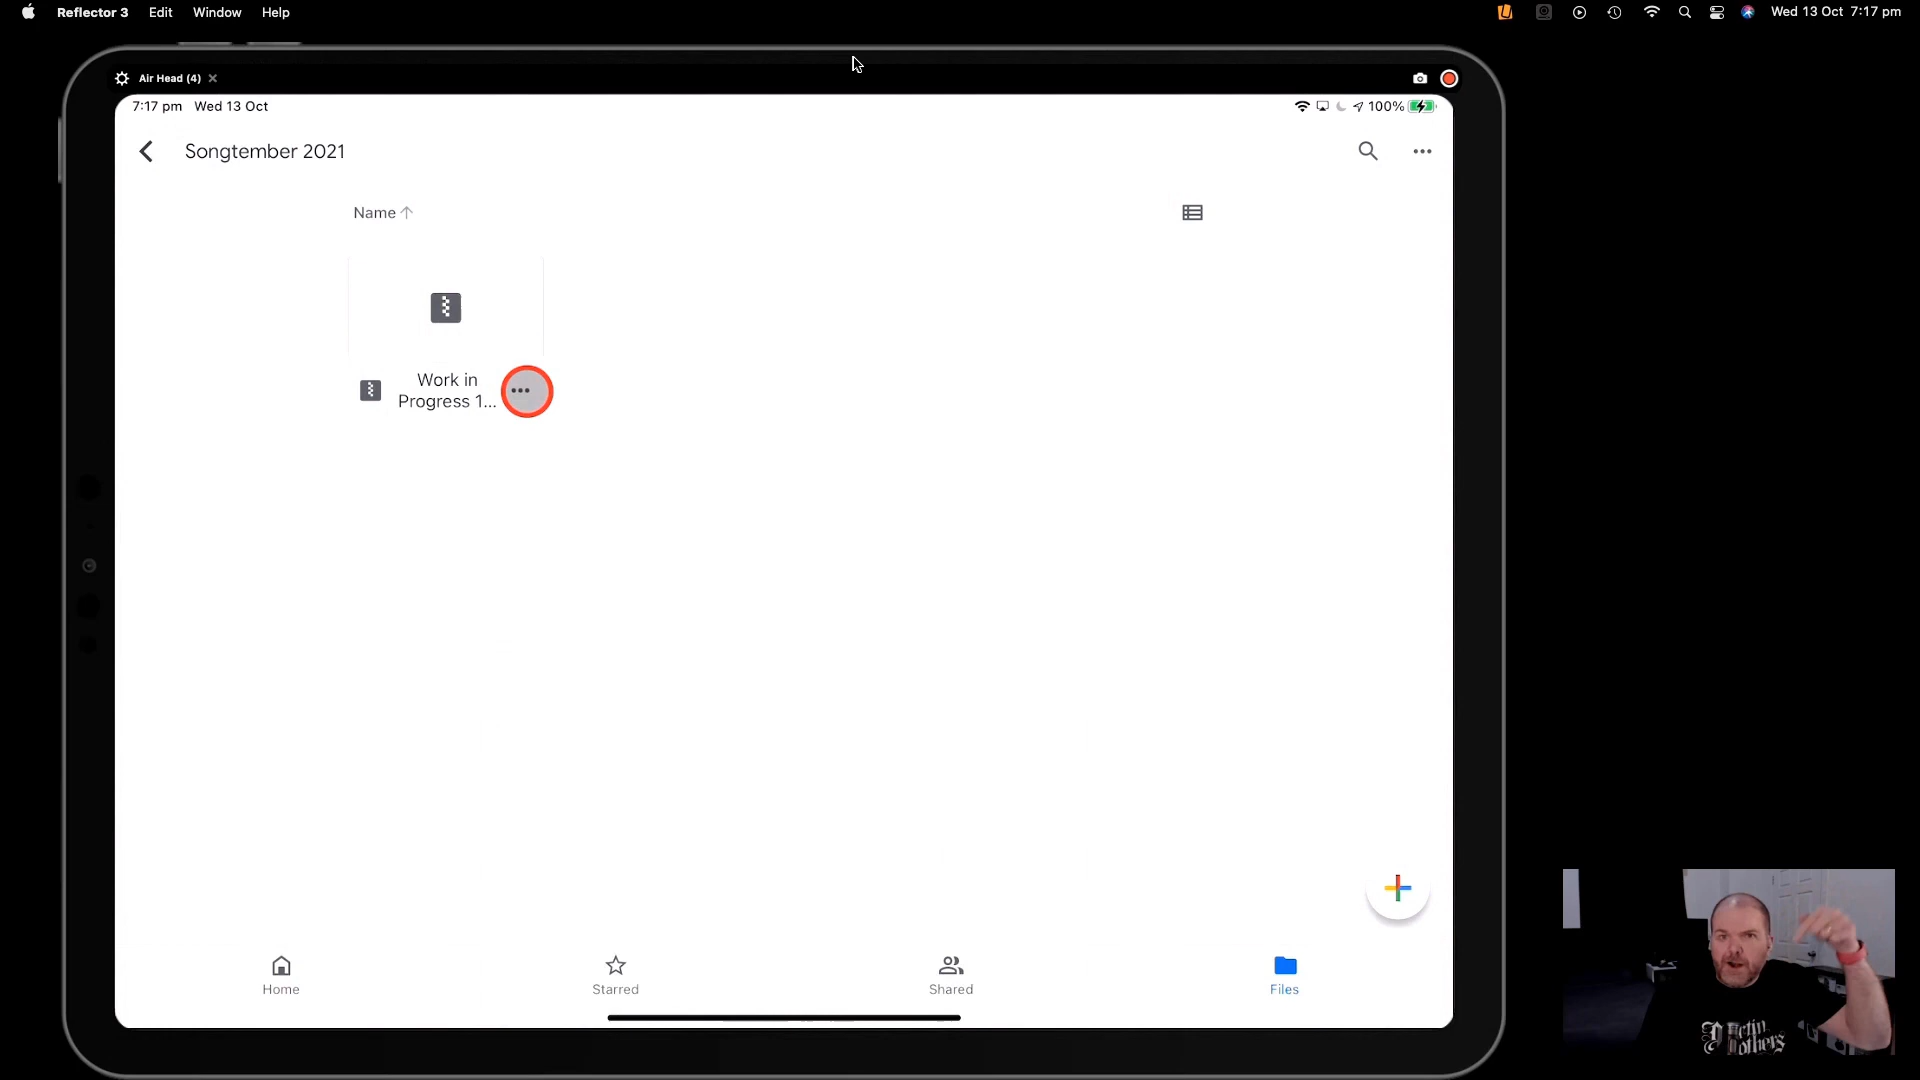 Reflector 3 Edit Window Help Wed 13 Oct 7:17 pm
Air Head (4)
7:17 pm Wed 13 Oct 100%
Songtember 2021
Name
Work in
Progress 1...
Home Starred Shared Files